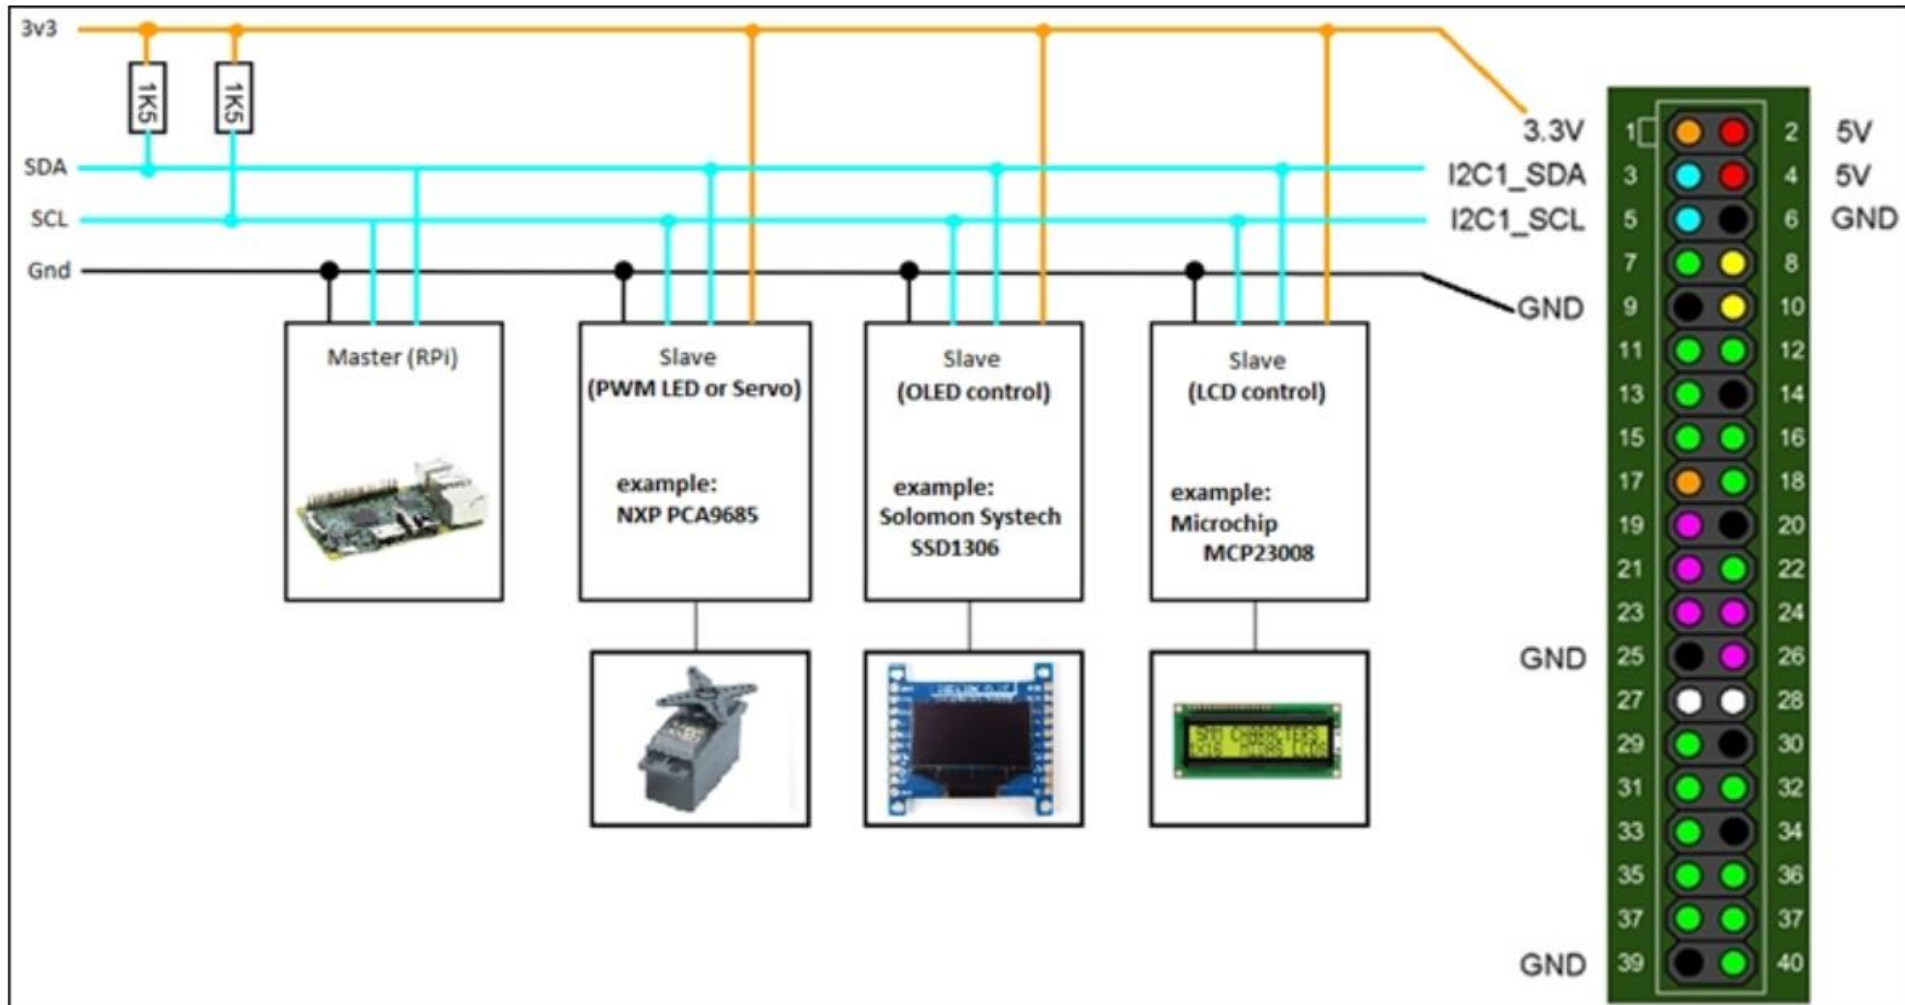 3v3
1K5
1K5
SDA
SCL
Gnd
3.3V
I2C1_SDA
I2C1_SCL
GND
Master (RPi)
Slave
(PWM LED or Servo)
example:
NXP PCA9685
Slave
(OLED control)
example:
Solomon Systech
SSD1306
Slave
(LCD control)
example:
Microchip
MCP23008
1 2 5V
3 4 5V
5 6 GND
7 8
9 10
11 12
13 14
15 16
17 18
19 20
21 22
23 24
GND 25 26
27 28
29 30
31 32
33 34
35 36
37 37
GND 39 40